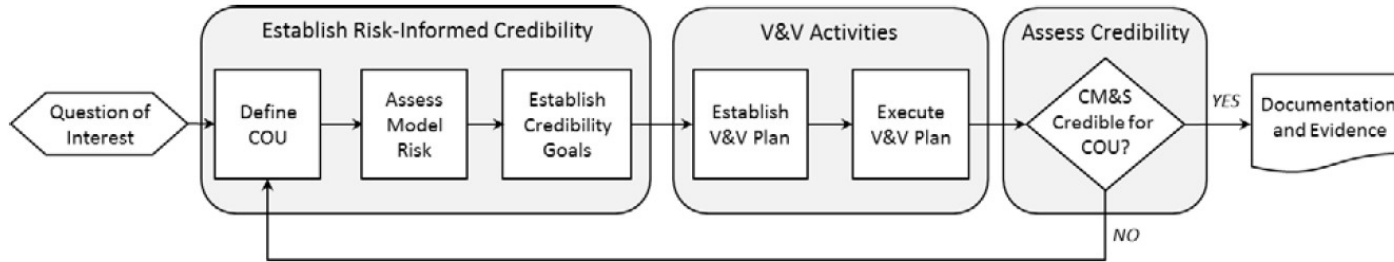 Establish Risk-Informed Credibility
V&V Activities
Assess Credibility
Question of
Interest
Define
COU
Assess
Model
Risk
Establish
Credibility
Goals
Establish
V&V Plan
Execute
V&V Plan
CM&S
Credible for
COU?
YES
Documentation
and Evidence
NO